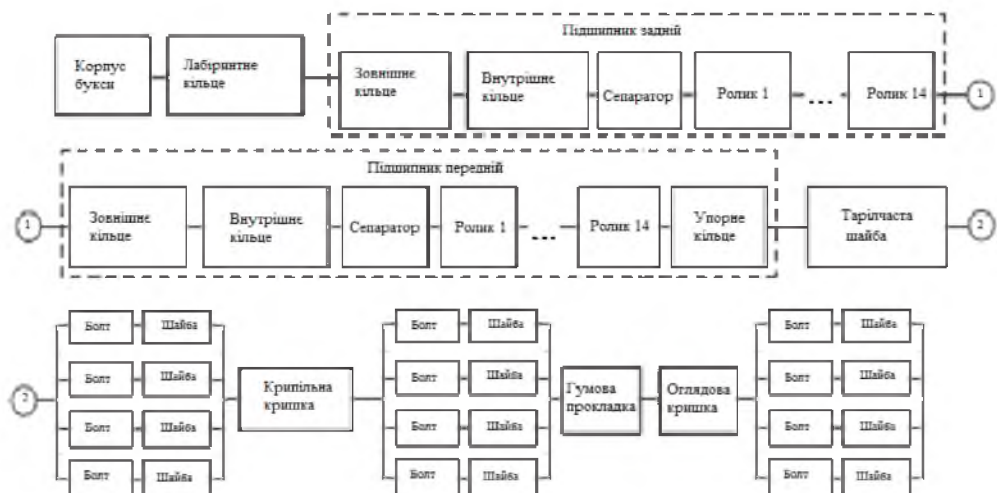 Підшипник задній
Корпус
букси
Лабіринтне
кільце
Зовнішнє
кільце
Внутрішнє
кільце
Сепаратор
Ролик 1
...
Ролик 14
1
Підшипник передній
1
Зовнішнє
кільце
Внутрішнє
кільце
Сепаратор
Ролик 1
...
Ролик 14
Упорне
кільце
Тарілчаста
шайба
2
Болт
Шайба
Болт
Шайба
Болт
Шайба
Болт
Шайба
Болт
Шайба
Болт
Шайба
2
Крипільна
кришка
Гумова
прокладка
Оглядова
кришка
Болт
Шайба
Болт
Шайба
Болт
Шайба
Болт
Шайба
Болт
Шайба
Болт
Шайба